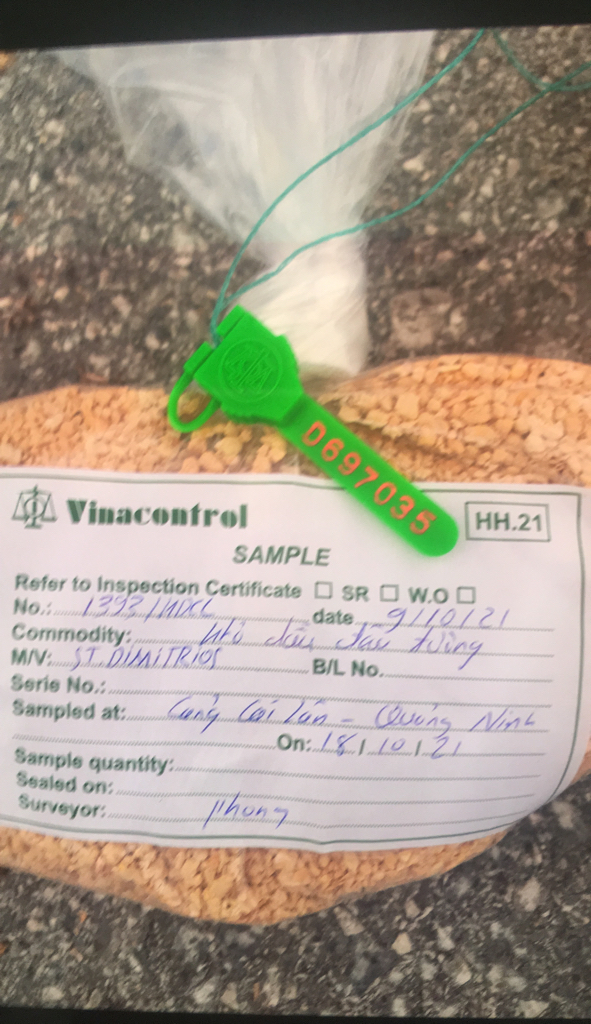 D697035
Vinacontrol
HH.21
SAMPLE
Refer to Inspection Certificate ☐ SR ☐ W.O ☐
No.: date 9/10/21
Commodity: Khô dầu đậu tương
M/V: ST. DIMITRIOS B/L No.
Serie No.:
Sampled at: Cảng Cái Lân - Quảng Ninh
On: 18/10/21
Sample quantity:
Sealed on:
Surveyor: Phong